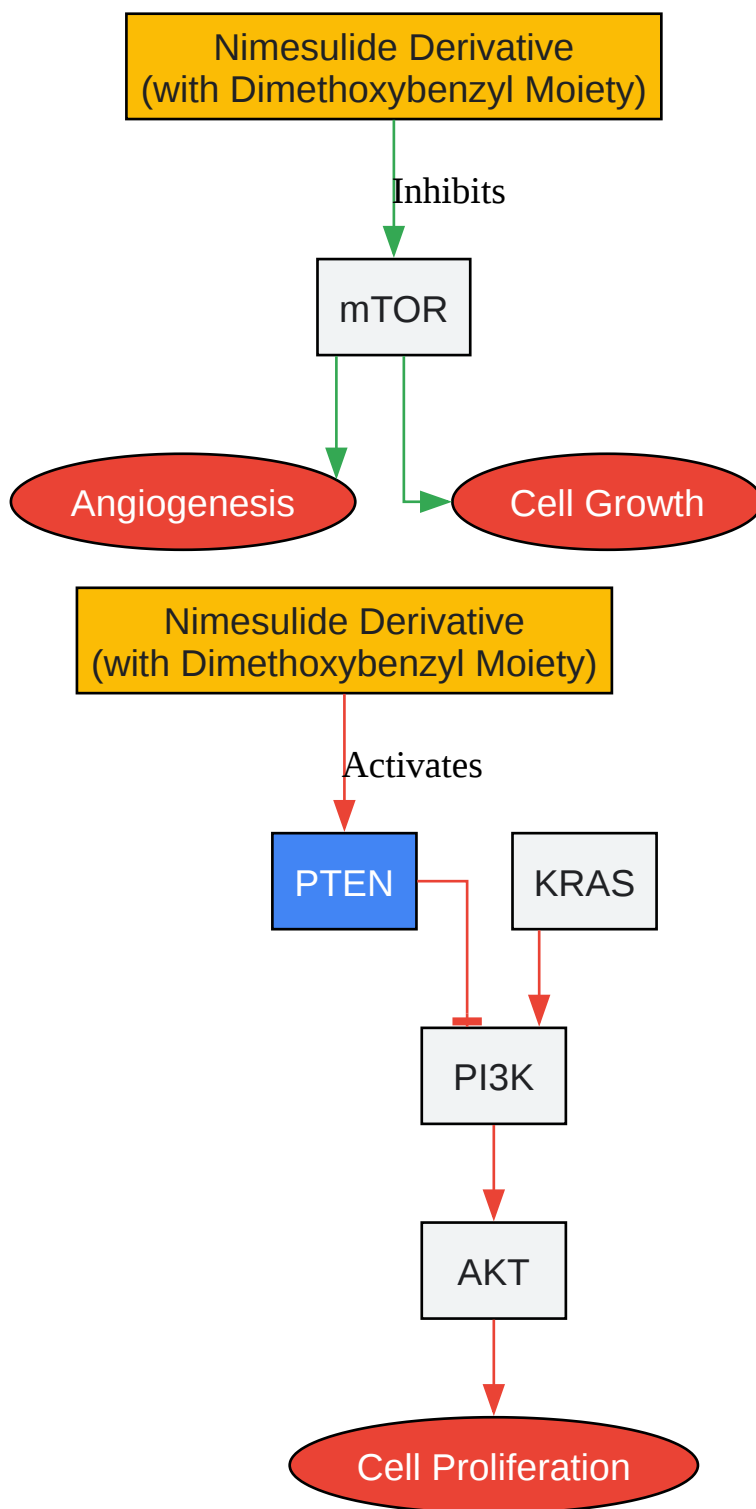 Nimesulide Derivative
(with Dimethoxybenzyl Moiety)
Inhibits
mTOR
Angiogenesis
Cell Growth
Nimesulide Derivative
(with Dimethoxybenzyl Moiety)
Activates
PTEN
KRAS
PI3K
AKT
Cell Proliferation